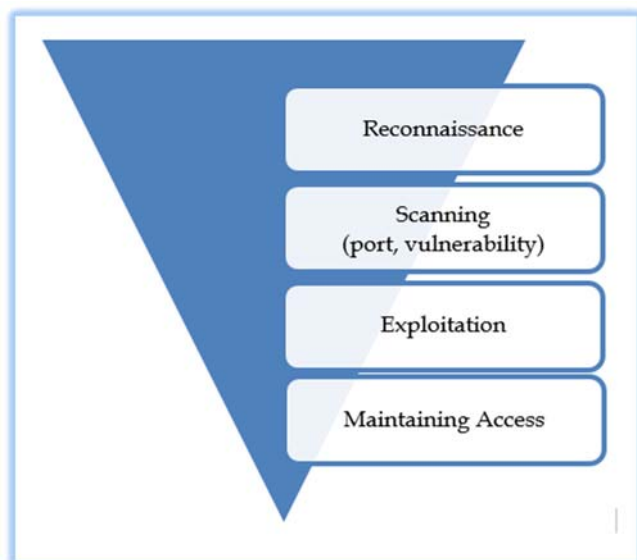 Reconnaissance
Scanning
(port, vulnerability)
Exploitation
Maintaining Access